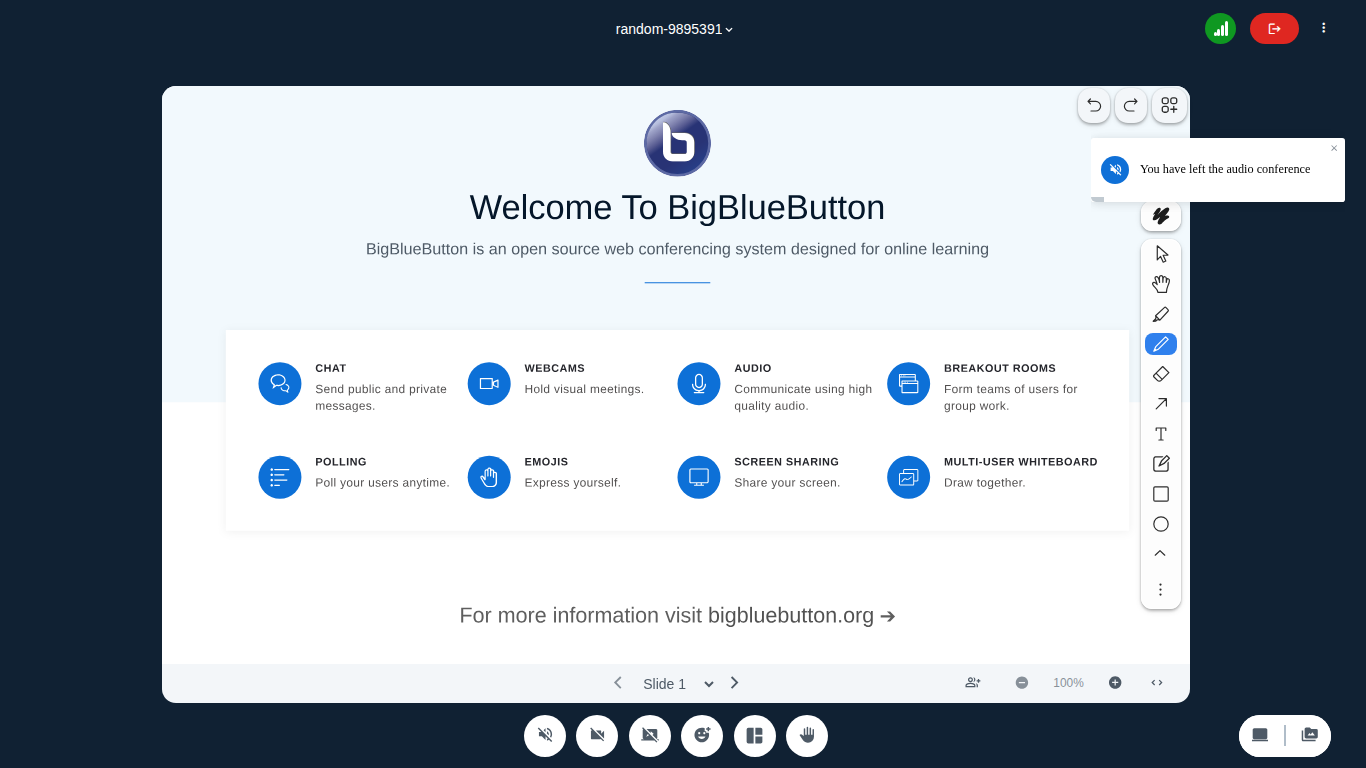 random-9895391
Welcome To BigBlueButton
BigBlueButton is an open source web conferencing system designed for online learning
You have left the audio conference
CHAT
Send public and private
messages.
WEBCAMS
Hold visual meetings.
AUDIO
Communicate using high
quality audio.
BREAKOUT ROOMS
Form teams of users for
group work.
POLLING
Poll your users anytime.
EMOJIS
Express yourself.
SCREEN SHARING
Share your screen.
MULTI-USER WHITEBOARD
Draw together.
For more information visit bigbluebutton.org ➔
Slide 1
100%